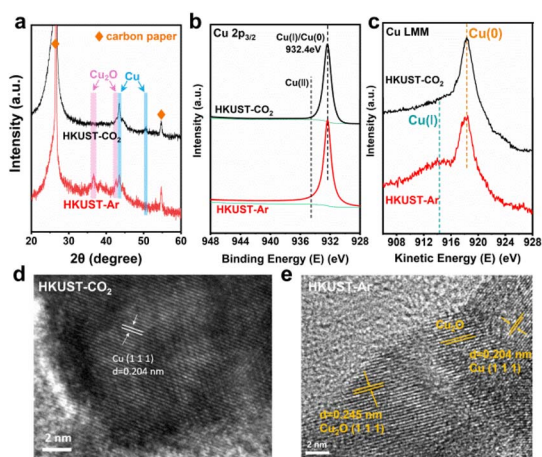 a
◆ carbon paper
Cu₂O
Cu
HKUST-CO₂
HKUST-Ar
Intensity (a.u.)
20 30 40 50 60
2θ (degree)
b
Cu 2p₃/₂
Cu(I)/Cu(0)
932.4eV
Cu(II)
HKUST-CO₂
HKUST-Ar
Intensity (a.u.)
948 944 940 936 932 928
Binding Energy (E) (eV)
c
Cu LMM
Cu(0)
HKUST-CO₂
Cu(I)
HKUST-Ar
Intensity (a.u.)
908 913 918 923 928
Kinetic Energy (E) (eV)
d
HKUST-CO₂
Cu (1 1 1)
d=0.204 nm
2 nm
e
HKUST-Ar
Cu₂O
d=0.204 nm
Cu (1 1 1)
d=0.245 nm
Cu₂O (1 1 1)
2 nm